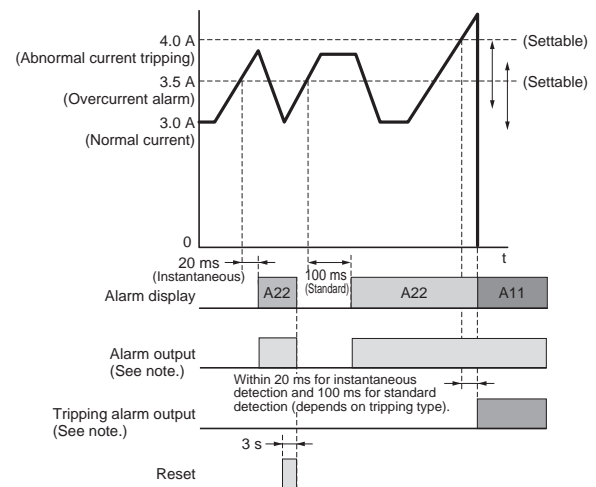 4.0 A
(Abnormal current tripping)
3.5 A
(Overcurrent alarm)
3.0 A
(Normal current)
(Settable)
(Settable)
0
t
20 ms
(Instantaneous)
100 ms
(Standard)
Alarm display
A22
A22
A11
Alarm output
(See note.)
Within 20 ms for instantaneous
detection and 100 ms for standard
detection (depends on tripping type).
Tripping alarm output
(See note.)
3 s
Reset